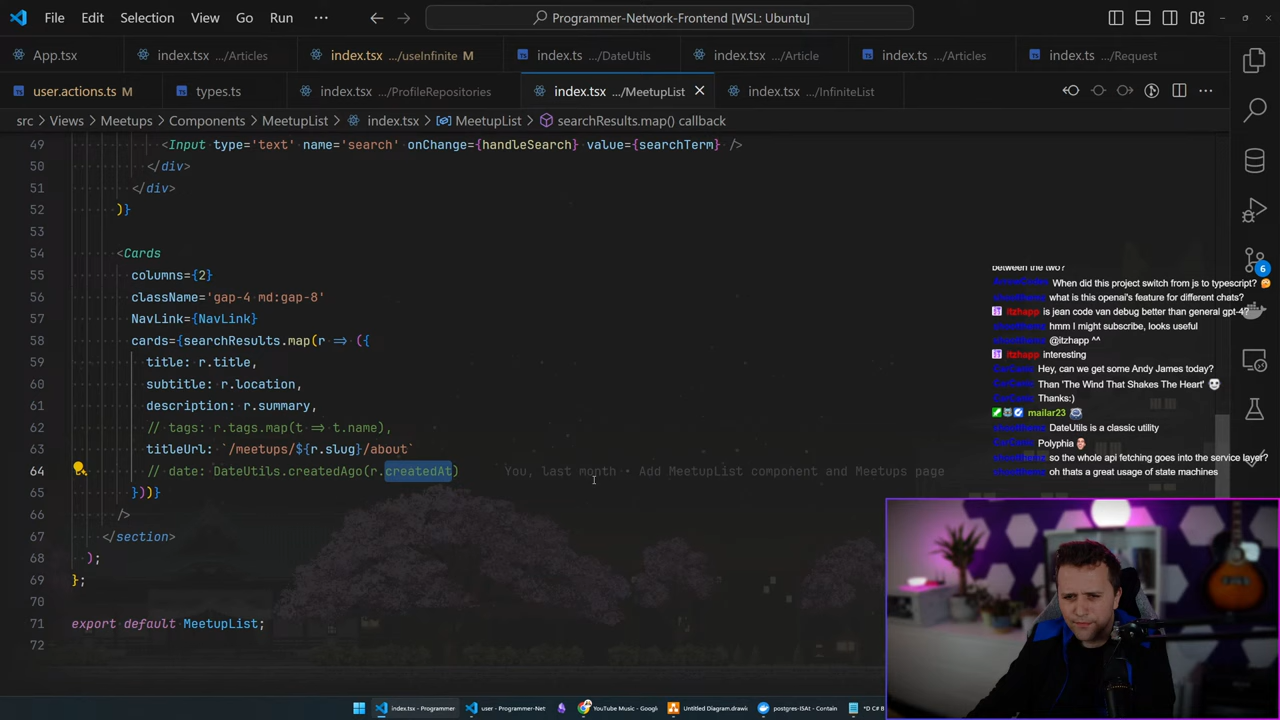 File Edit Selection View Go Run ··· Programmer-Network-Frontend [WSL: Ubuntu]
App.tsx index.tsx .../Articles index.tsx .../useInfinite M index.ts .../DateUtils index.tsx .../Article index.ts .../Articles index.tsx .../Request
user.actions.ts M types.ts index.tsx .../ProfileRepositories index.tsx .../MeetupList index.tsx .../InfiniteList
src > Views > Meetups > Components > MeetupList > index.tsx > MeetupList > searchResults.map() callback
49 <Input type='text' name='search' onChange={handleSearch} value={searchTerm} />
50 </div>
51 </div>
52 )}
53
54 <Cards
55 columns={2}
56 className='gap-4 md:gap-8'
57 NavLink={NavLink}
58 cards={searchResults.map(r => ({
59 title: r.title,
60 subtitle: r.location,
61 description: r.summary,
62 // tags: r.tags.map(t => t.name),
63 titleUrl: `/meetups/${r.slug}/about`
64 // date: DateUtils.createdAgo(r.createdAt) You, last month • Add MeetupList component and Meetups page
65 }))}
66 />
67 </section>
68 );
69 };
70
71 export default MeetupList;
72
between the two?
When did this project switch from js to typescript?
what is this openai's feature for different chats?
itzhapp is jean code van debug better than general gpt-4?
hmm I might subscribe, looks useful
@itzhapp ^^
itzhapp interesting
Hey, can we get some Andy James today?
Than 'The Wind That Shakes The Heart'
Thanks:)
mailar23
DateUtils is a classic utility
Polyphia
so the whole api fetching goes into the service layer?
oh thats a great usage of state machines
6
index.tsx - Programmer user - Programmer-Net YouTube Music - Googl Untitled Diagram.drawi postgres-ISAt - Contain *D C# B